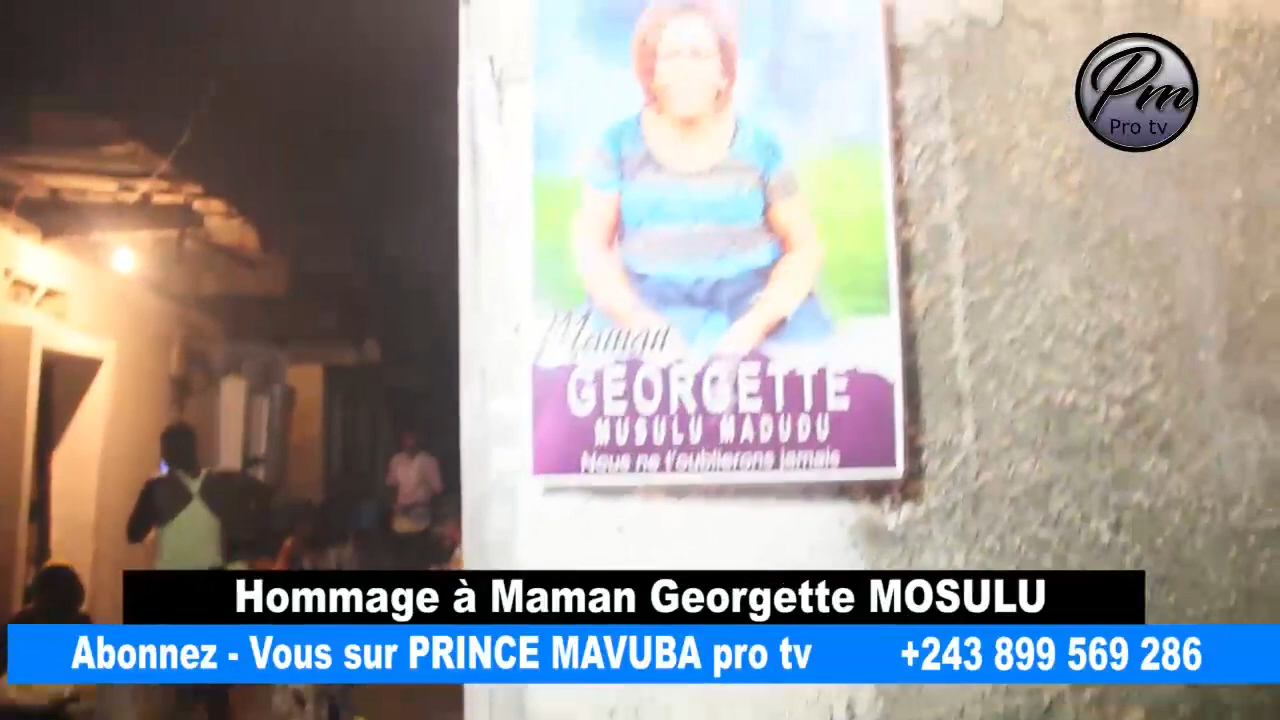 Pm
Pro tv
Maman
GEORGETTE
MUSULU MADUDU
Nous ne t'oublierons jamais
Hommage à Maman Georgette MOSULU
Abonnez - Vous sur PRINCE MAVUBA pro tv +243 899 569 286